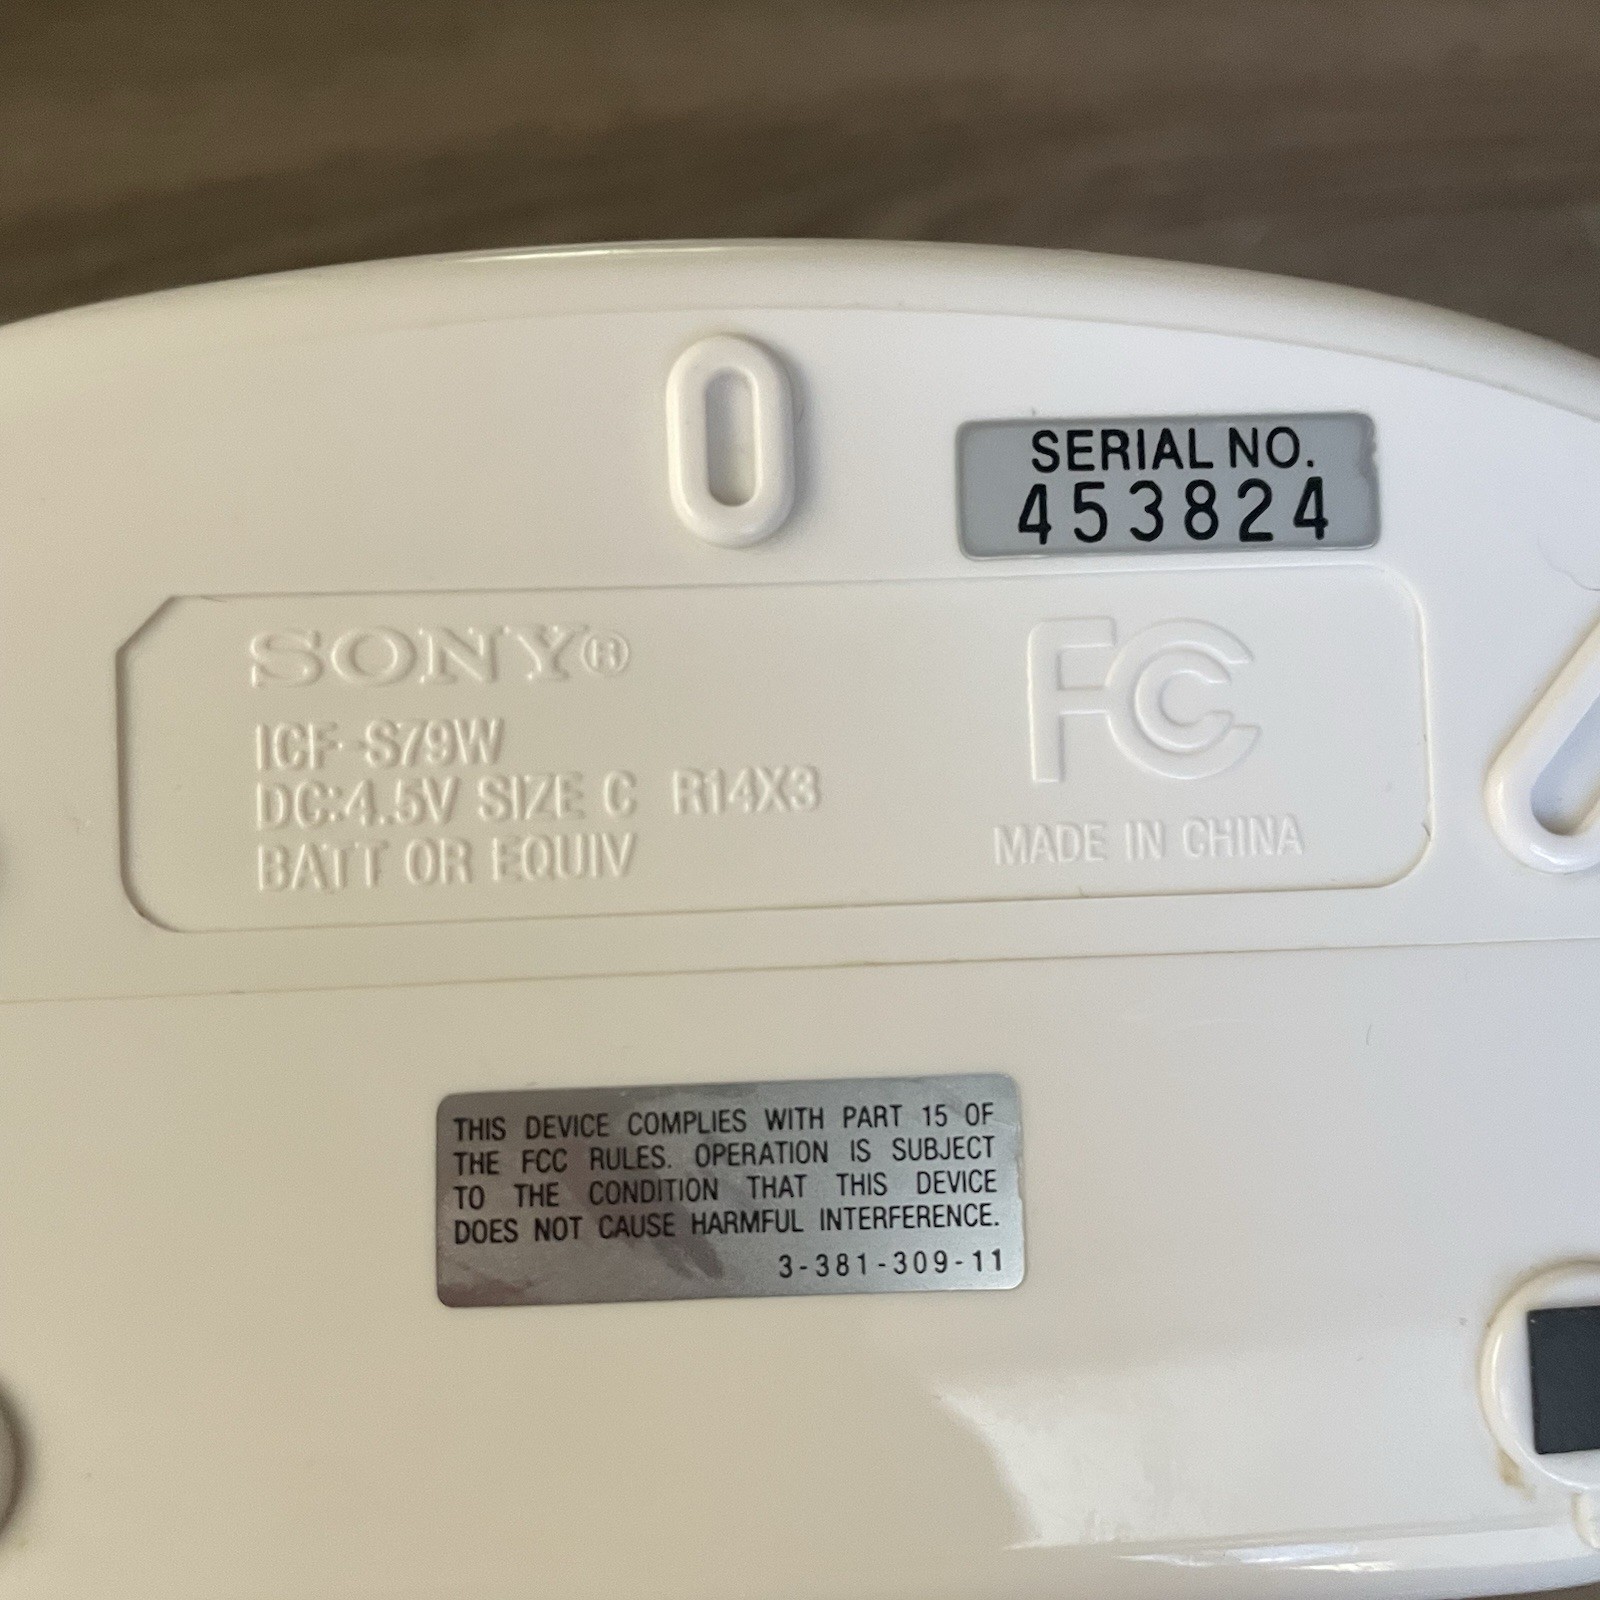 SERIAL NO.
453824
SONY®
ICF-S79W
DC:4.5V SIZE C R14X3
BATT OR EQUIV
FC
MADE IN CHINA
THIS DEVICE COMPLIES WITH PART 15 OF
THE FCC RULES. OPERATION IS SUBJECT
TO THE CONDITION THAT THIS DEVICE
DOES NOT CAUSE HARMFUL INTERFERENCE.
3-381-309-11